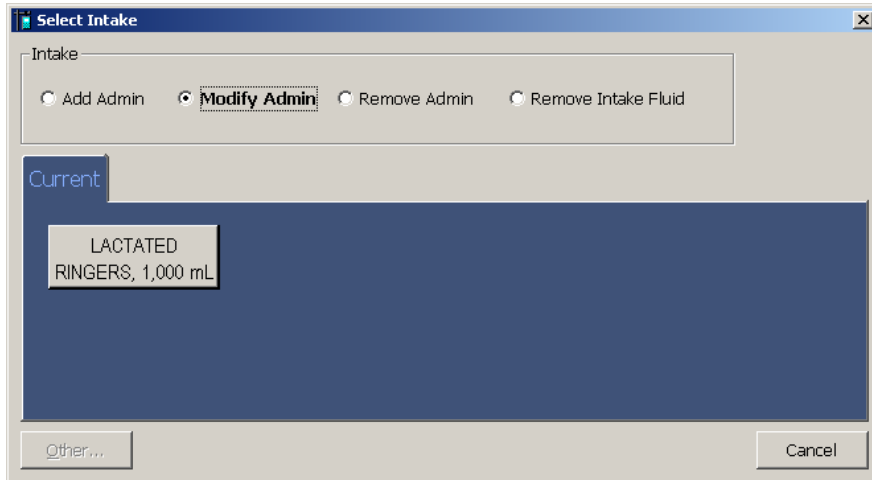 Select Intake
Intake
Add Admin
Modify Admin
Remove Admin
Remove Intake Fluid
Current
LACTATED
RINGERS, 1,000 mL
Other...
Cancel